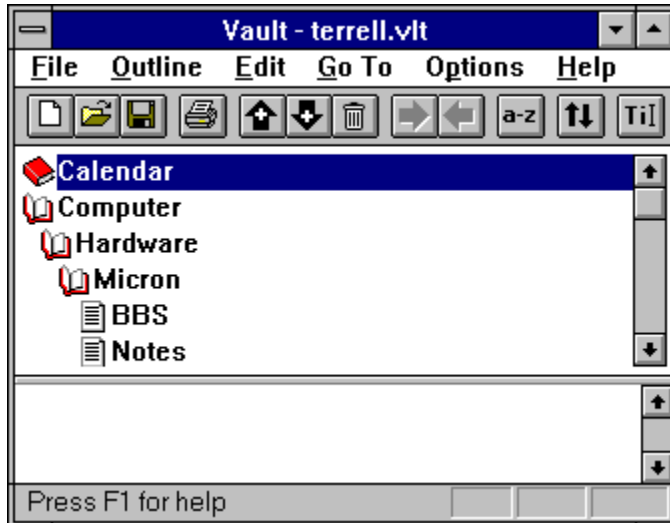 Vault - terrell.vlt
File Outline Edit Go To Options Help
a-z TiI
Calendar
Computer
Hardware
Micron
BBS
Notes
Press F1 for help